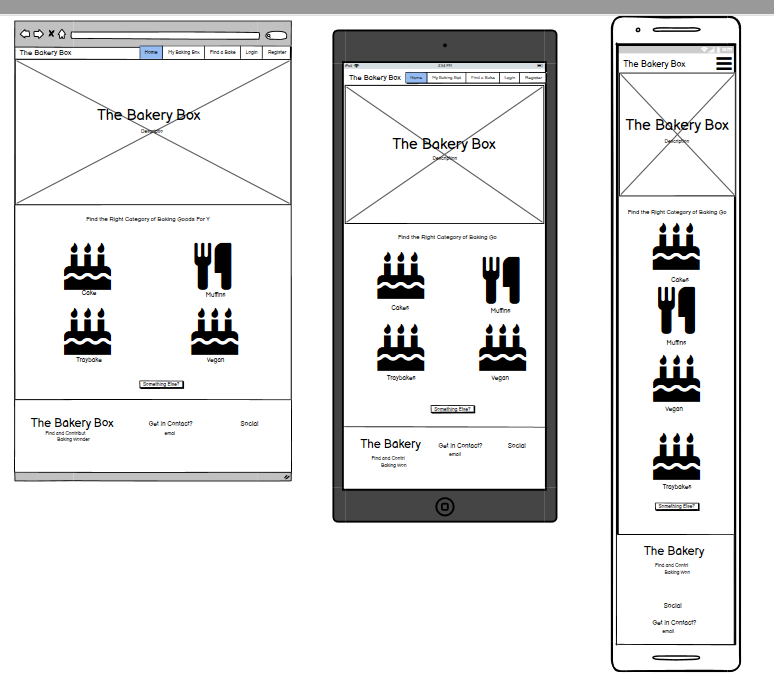 The Bakery Box Home My Baking Box Find a Bake Login Register
The Bakery Box
Description
Find the Right Category of Baking Goods For Y
Cake Muffins
Traybake Vegan
Something Else?
The Bakery Box Get in Contact? Social
Find and Contribut email
Baking Wonder
iPad 2:34 PM
The Bakery Box Home My Baking Box Find a Bake Login Register
The Bakery Box
Description
Find the Right Category of Baking Go
Cakes Muffins
Traybakes Vegan
Something Else?
The Bakery Get in Contact? Social
Find and Contri email
Baking Won
The Bakery Box
The Bakery Box
Description
Find the Right Category of Baking Go
Cakes
Muffins
Vegan
Traybakes
Something Else?
The Bakery
Find and Contri
Baking Won
Social
Get in Contact?
email